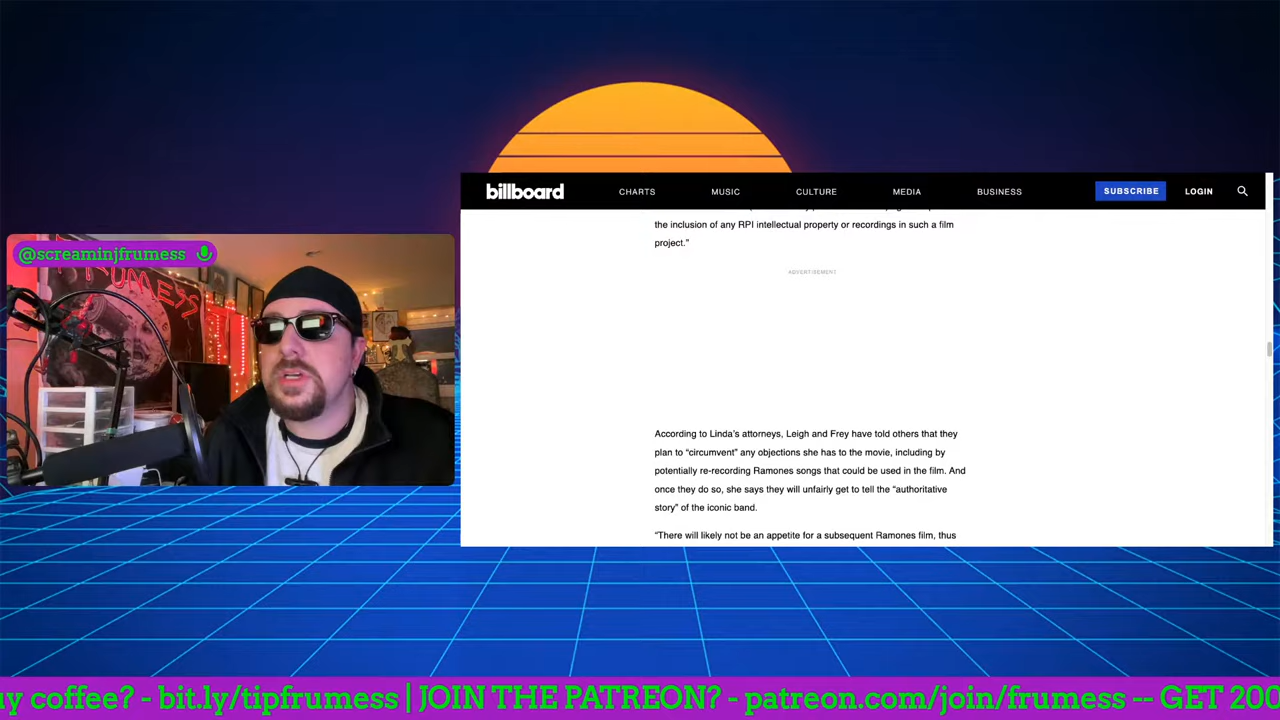 billboard
CHARTS
MUSIC
CULTURE
MEDIA
BUSINESS
SUBSCRIBE
LOGIN
the inclusion of any RPI intellectual property or recordings in such a film
project."
ADVERTISEMENT
@screaminjfrumess
FRUMESS
According to Linda's attorneys, Leigh and Frey have told others that they
plan to “circumvent” any objections she has to the movie, including by
potentially re-recording Ramones songs that could be used in the film. And
once they do so, she says they will unfairly get to tell the “authoritative
story” of the iconic band.
“There will likely not be an appetite for a subsequent Ramones film, thus
uy coffee? - bit.ly/tipfrumess | JOIN THE PATREON? - patreon.com/join/frumess -- GET 200